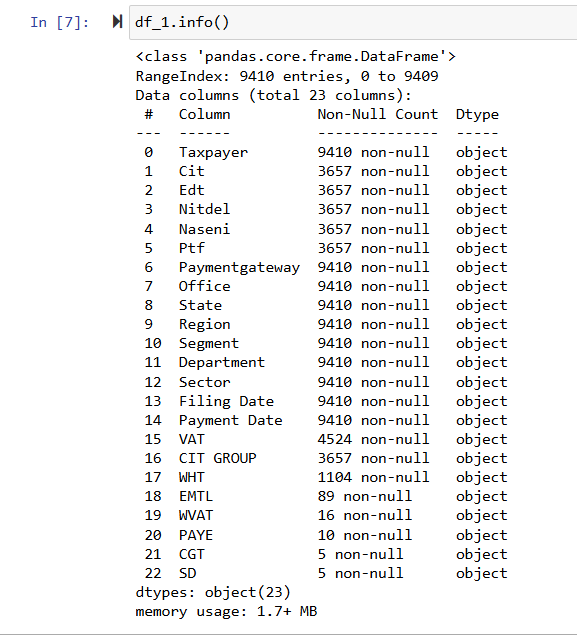 In [7]: df_1.info()
<class 'pandas.core.frame.DataFrame'>
RangeIndex: 9410 entries, 0 to 9409
Data columns (total 23 columns):
 #   Column          Non-Null Count  Dtype
---  ------          --------------  -----
 0   Taxpayer        9410 non-null   object
 1   Cit             3657 non-null   object
 2   Edt             3657 non-null   object
 3   Nitdel          3657 non-null   object
 4   Naseni          3657 non-null   object
 5   Ptf             3657 non-null   object
 6   Paymentgateway  9410 non-null   object
 7   Office          9410 non-null   object
 8   State           9410 non-null   object
 9   Region          9410 non-null   object
 10  Segment         9410 non-null   object
 11  Department      9410 non-null   object
 12  Sector          9410 non-null   object
 13  Filing Date     9410 non-null   object
 14  Payment Date    9410 non-null   object
 15  VAT             4524 non-null   object
 16  CIT GROUP       3657 non-null   object
 17  WHT             1104 non-null   object
 18  EMTL            89 non-null     object
 19  WVAT            16 non-null     object
 20  PAYE            10 non-null     object
 21  CGT             5 non-null      object
 22  SD              5 non-null      object
dtypes: object(23)
memory usage: 1.7+ MB